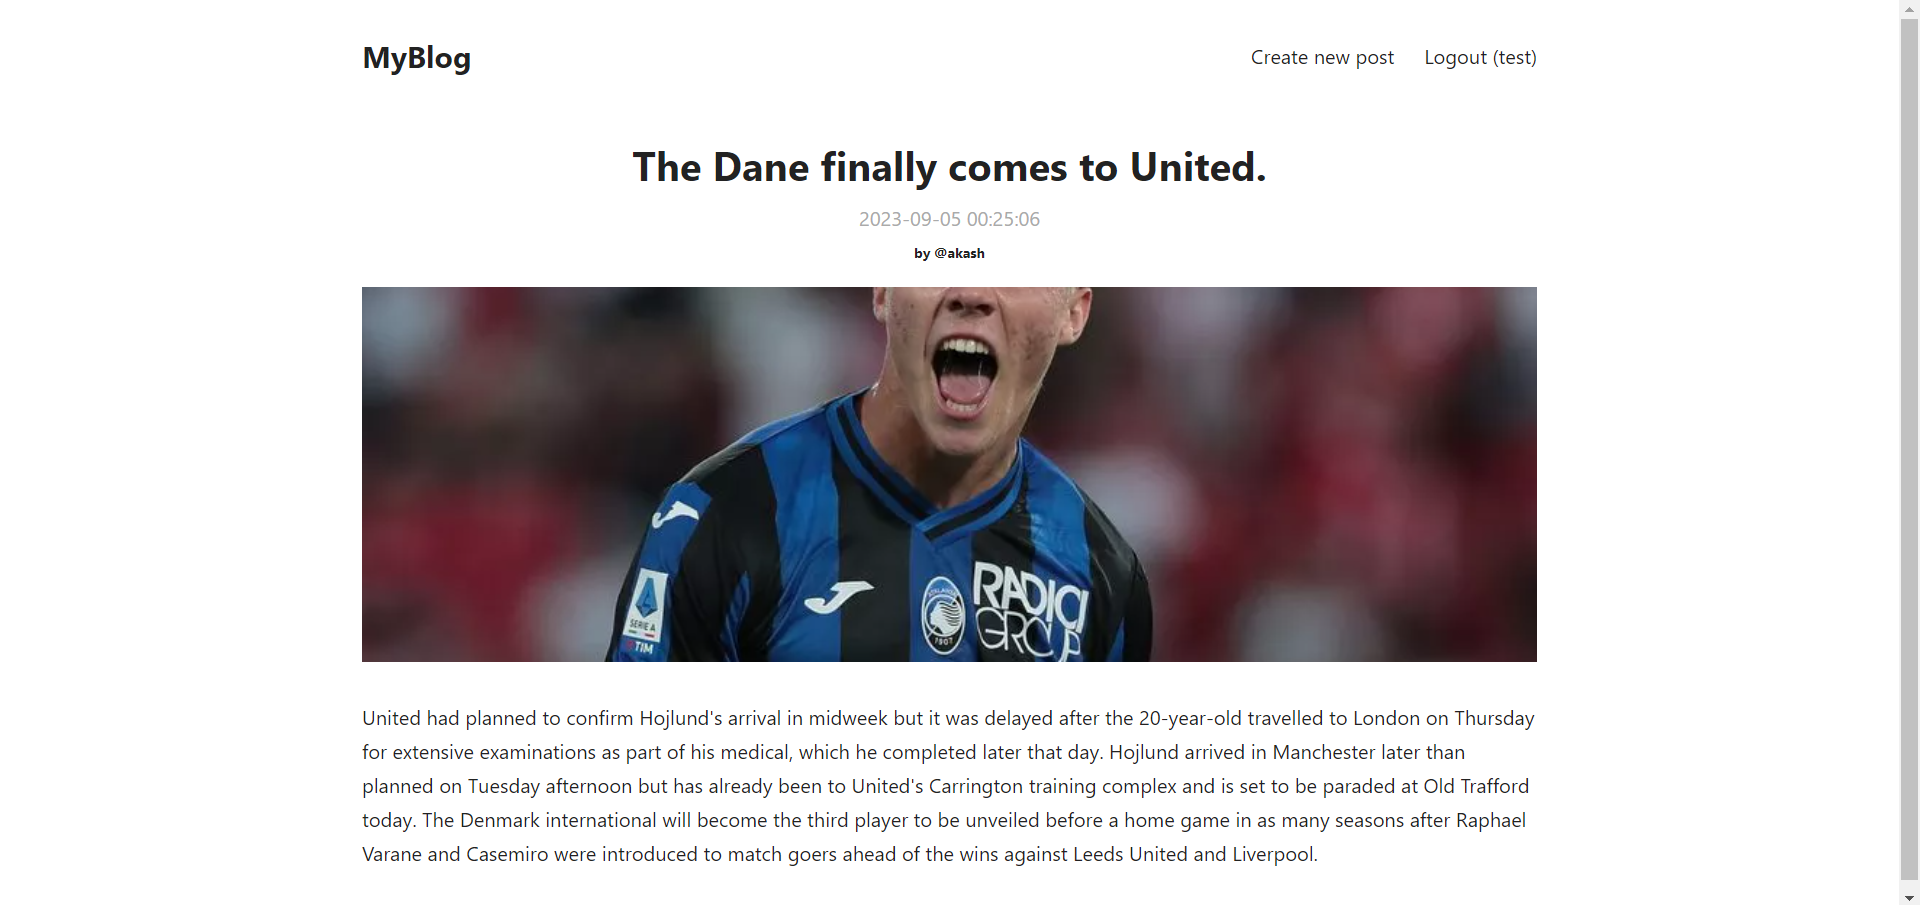 MyBlog
Create new post
Logout (test)
The Dane finally comes to United.
2023-09-05 00:25:06
by @akash
RADICI
GROUP
SERIE A
TIM
1907
United had planned to confirm Hojlund's arrival in midweek but it was delayed after the 20-year-old travelled to London on Thursday
for extensive examinations as part of his medical, which he completed later that day. Hojlund arrived in Manchester later than
planned on Tuesday afternoon but has already been to United's Carrington training complex and is set to be paraded at Old Trafford
today. The Denmark international will become the third player to be unveiled before a home game in as many seasons after Raphael
Varane and Casemiro were introduced to match goers ahead of the wins against Leeds United and Liverpool.